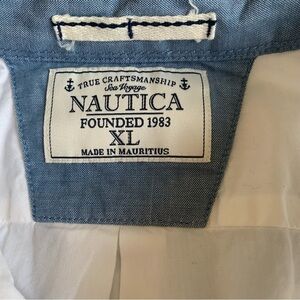 TRUE CRAFTSMANSHIP
Sea Voyage
NAUTICA
FOUNDED 1983
XL
MADE IN MAURITIUS